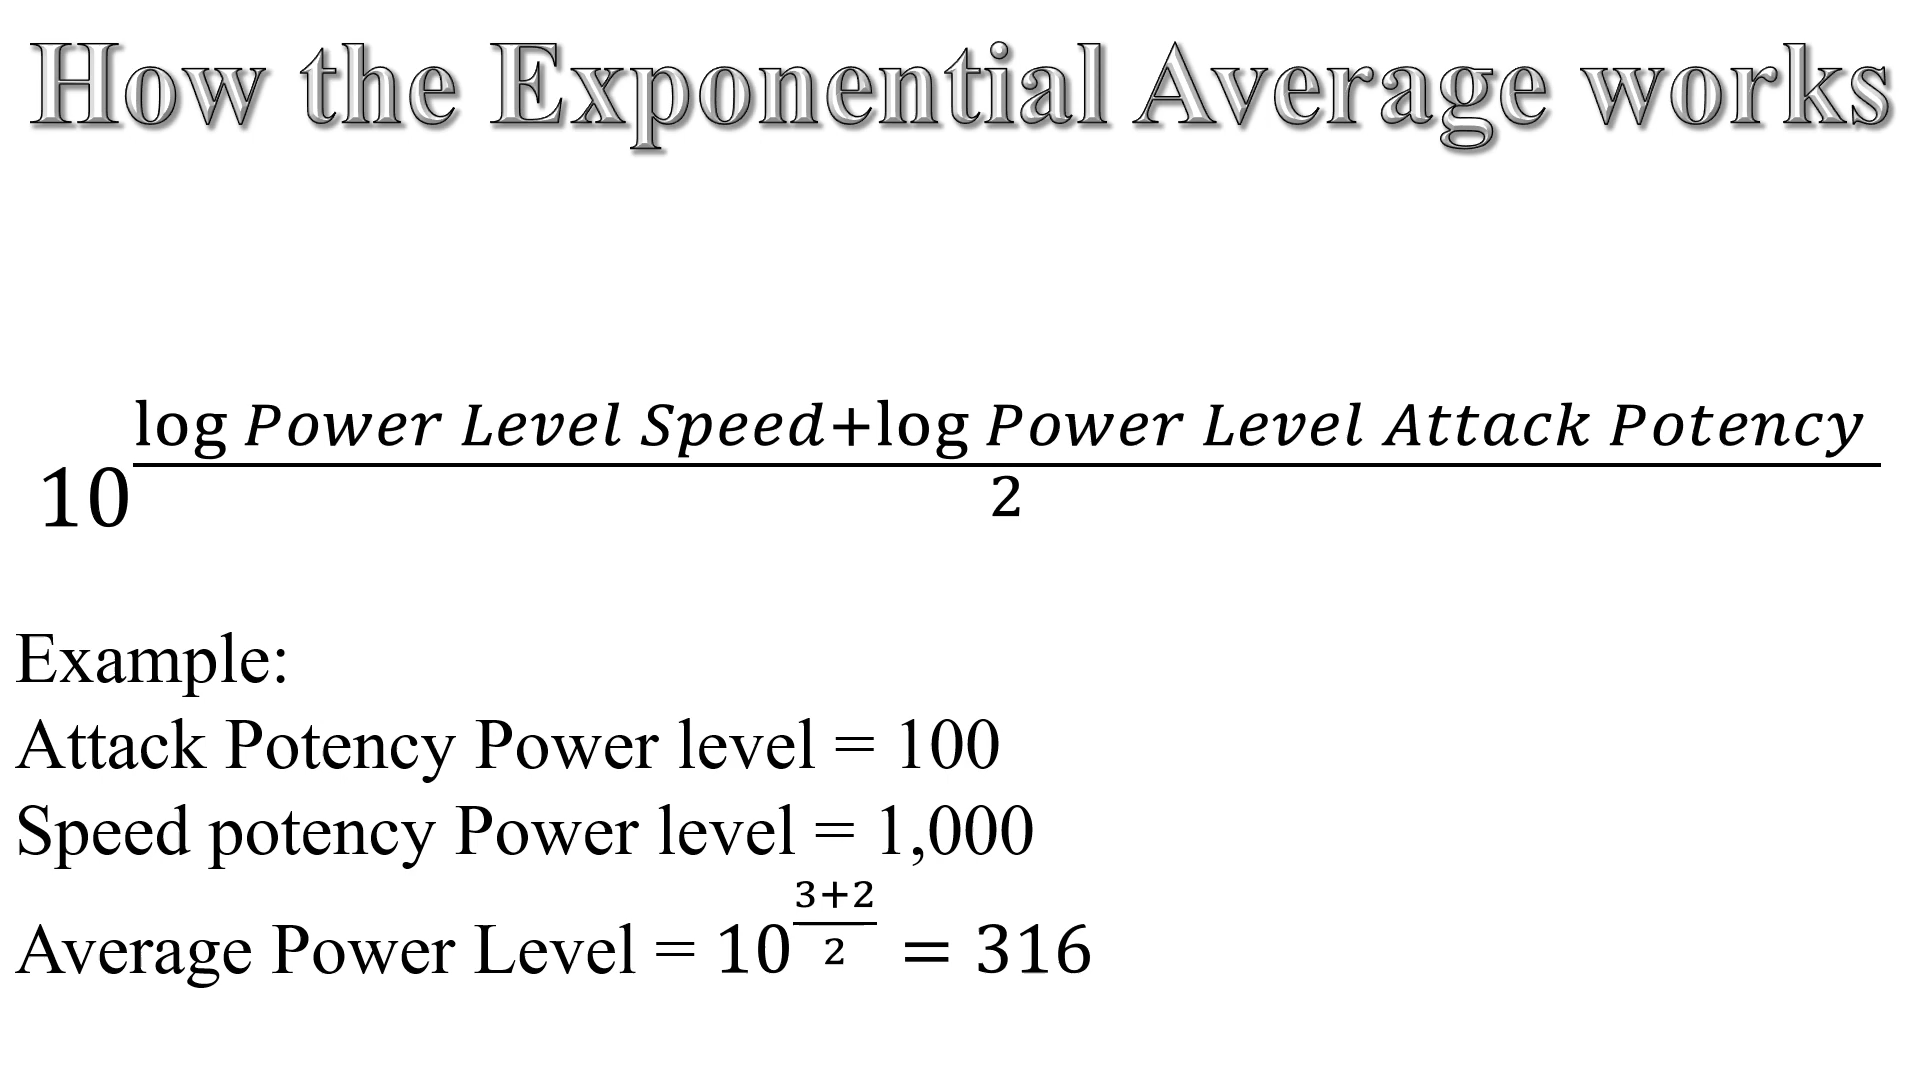 How the Exponential Average works
10^((log Power Level Speed+log Power Level Attack Potency)/2)
Example:
Attack Potency Power level = 100
Speed potency Power level = 1,000
Average Power Level = 10^((3+2)/2) = 316